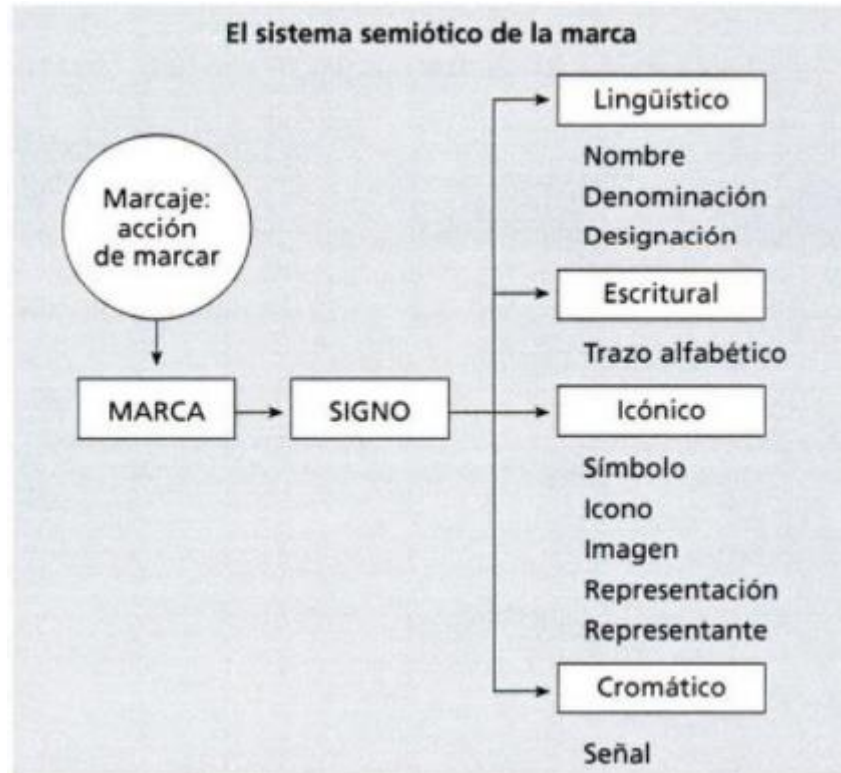 El sistema semiótico de la marca
Marcaje:
acción
de marcar
MARCA
SIGNO
Lingüístico
Nombre
Denominación
Designación
Escritural
Trazo alfabético
Icónico
Símbolo
Icono
Imagen
Representación
Representante
Cromático
Señal